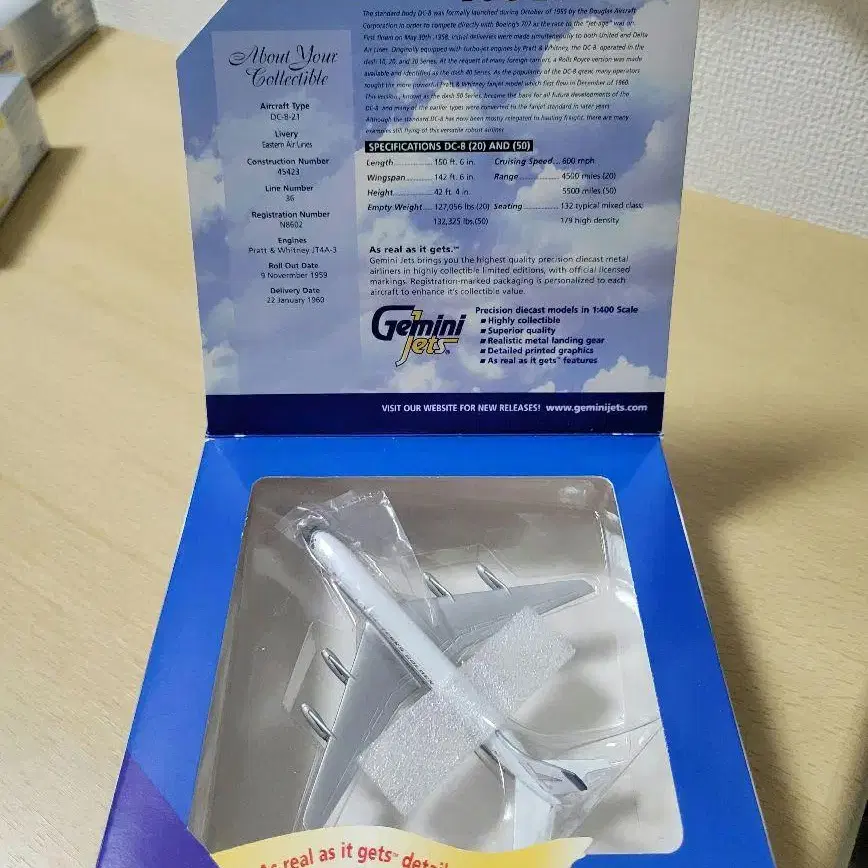 The standard body DC-8 was formally launched during October of 1955 by the Douglas Aircraft
Corporation in order to compete directly with Boeing's 707 as the race to the "jet-age" was on.
First flown on May 30th, 1958, initial deliveries were made simultaneously to both United and Delta
Air Lines. Originally equipped with turbo-jet engines by Pratt & Whitney, the DC-8 operated in the
dash 10, 20, and 30 Series. At the request of many foreign carriers, a Rolls Royce version was made
available and identified as the dash 40 Series. As the popularity of the DC-8 grew, many operators
sought the more powerful Pratt & Whitney fanjet model which first flew in December of 1960.
This version, known as the dash 50 Series, became the basis for all future developments of the
DC-8 and many of the earlier types were converted to the fanjet standard in later years.
Although the standard DC-8 has now been mostly relegated to hauling freight, there are many
examples still flying of this versatile robust airliner.
About Your
Collectible
Aircraft Type
DC-8-21
Livery
Eastern Air Lines
Construction Number
45423
Line Number
36
Registration Number
N8602
Engines
Pratt & Whitney JT4A-3
Roll Out Date
9 November 1959
Delivery Date
22 January 1960
SPECIFICATIONS DC-8 (20) AND (50)
Length 150 ft. 6 in. Cruising Speed 600 mph
Wingspan 142 ft. 6 in. Range 4500 miles (20)
Height 42 ft. 4 in. 5500 miles (50)
Empty Weight 127,056 lbs (20) Seating 132 typical mixed class
132,325 lbs.(50) 179 high density
As real as it gets.™
Gemini Jets brings you the highest quality precision diecast metal
airliners in highly collectible limited editions, with official licensed
markings. Registration-marked packaging is personalized to each
aircraft to enhance it's collectible value.
Gemini
Jets
Precision diecast models in 1:400 Scale
■ Highly collectible
■ Superior quality
■ Realistic metal landing gear
■ Detailed printed graphics
■ As real as it gets™ features
VISIT OUR WEBSITE FOR NEW RELEASES! www.geminijets.com
As real as it gets™